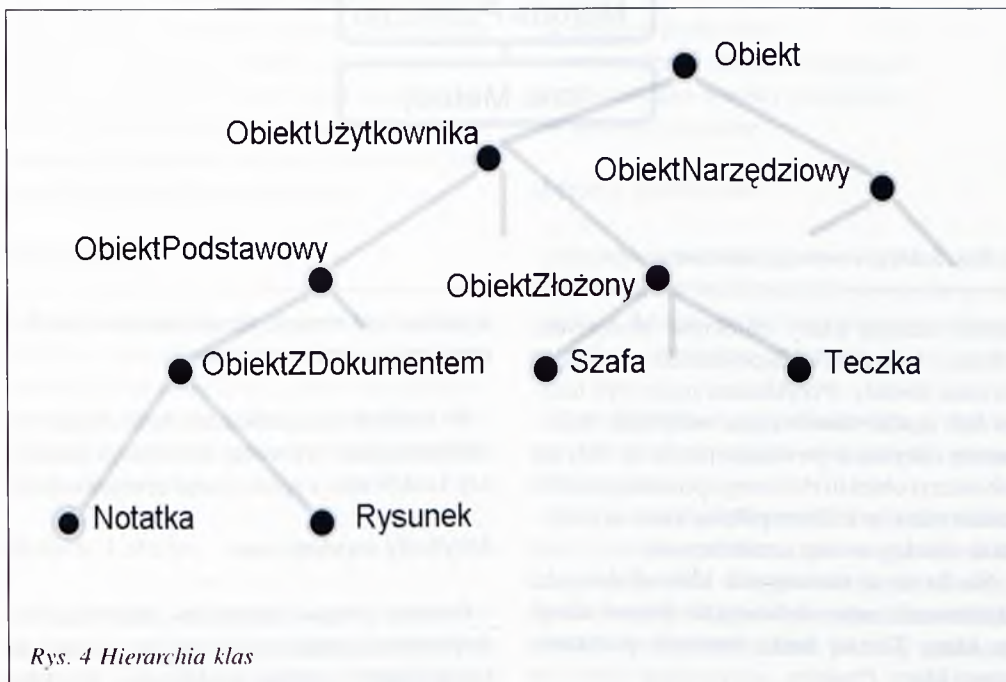 Obiekt
ObiektUżytkownika
ObiektNarzędziowy
ObiektPodstawowy
ObiektZłożony
ObiektZDokumentem
Szafa
Teczka
Notatka
Rysunek
Rys. 4 Hierarchia klas